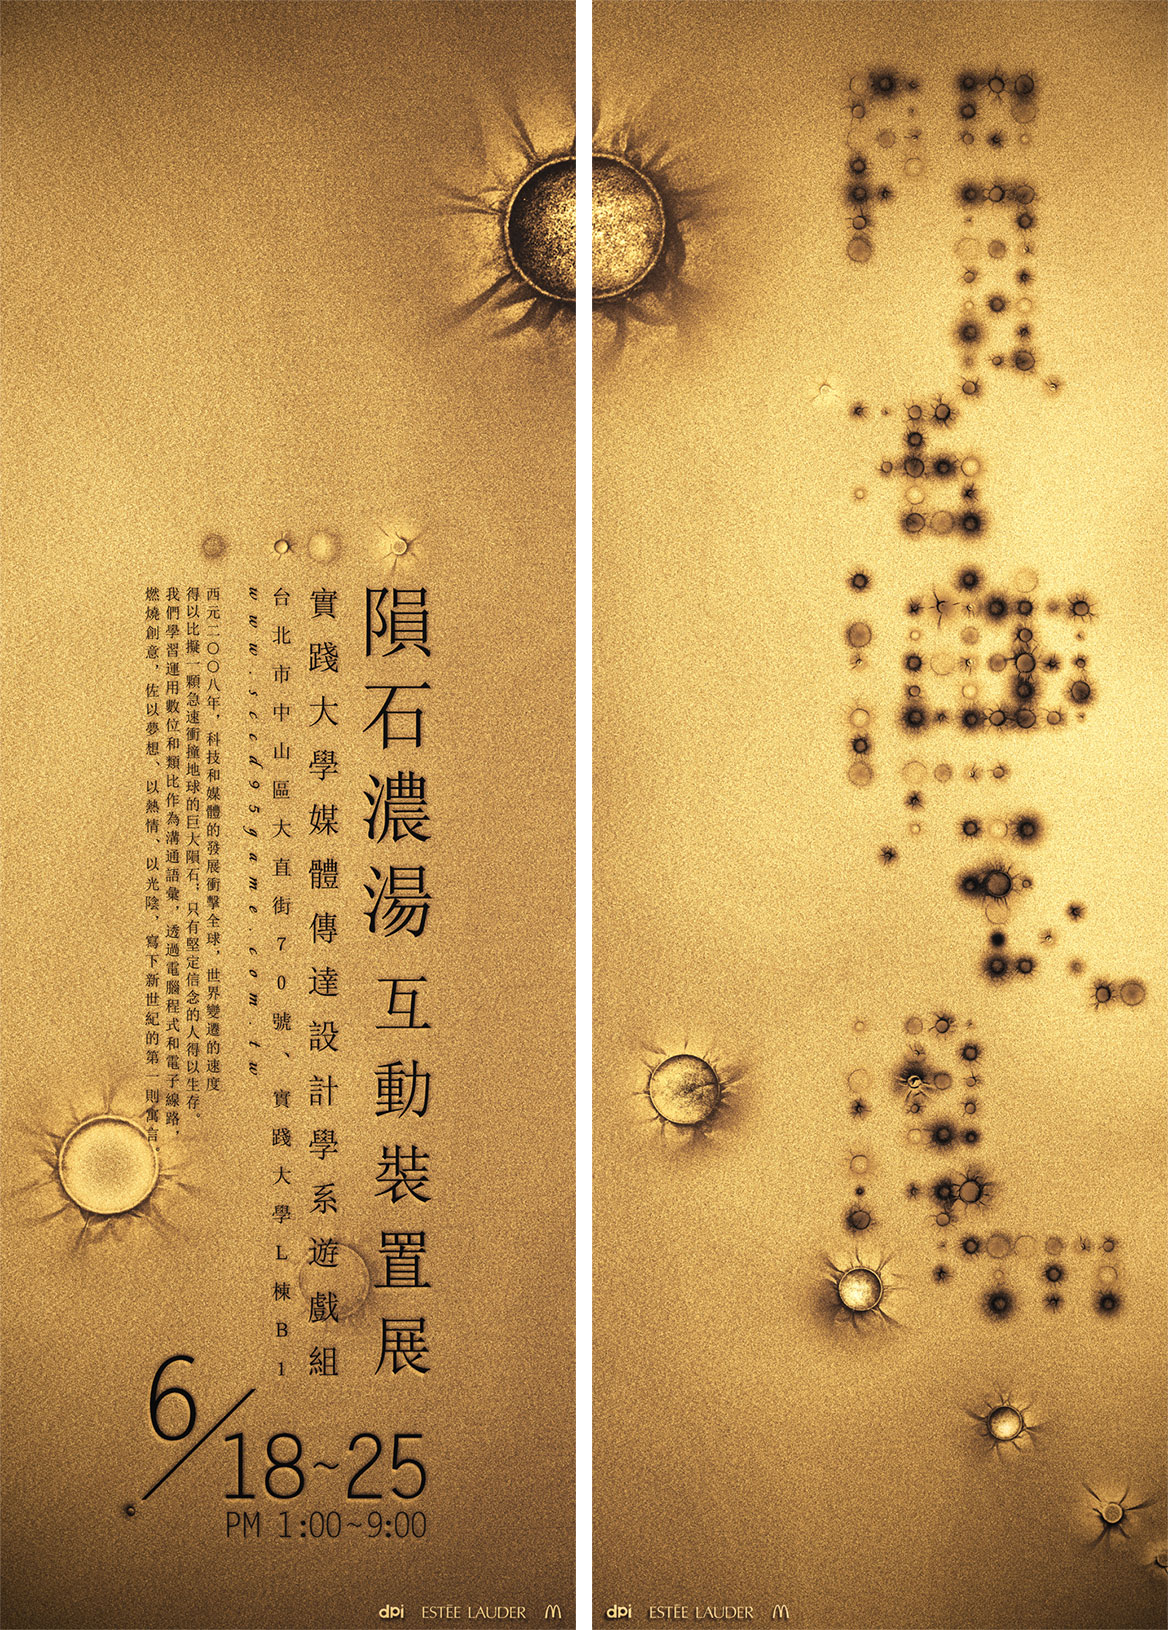 隕石濃湯 互動裝置展
實踐大學媒體傳達設計學系遊戲組
台北市中山區大直街70號、實踐大學L棟B1
www.sccd95game.com.tw
西元二〇〇八年，科技和媒體的發展衝擊全球，世界變遷的速度
得以比擬一顆急速衝撞地球的巨大隕石；只有堅定信念的人得以生存。
我們學習運用數位和類比作為溝通語彙，透過電腦程式和電子線路，
燃燒創意，佐以夢想、以熱情、以光陰，寫下新世紀的第一則寓言。
6/18~25
PM 1:00~9:00
dpi ESTĒE LAUDER
隕石濃湯
dpi ESTĒE LAUDER